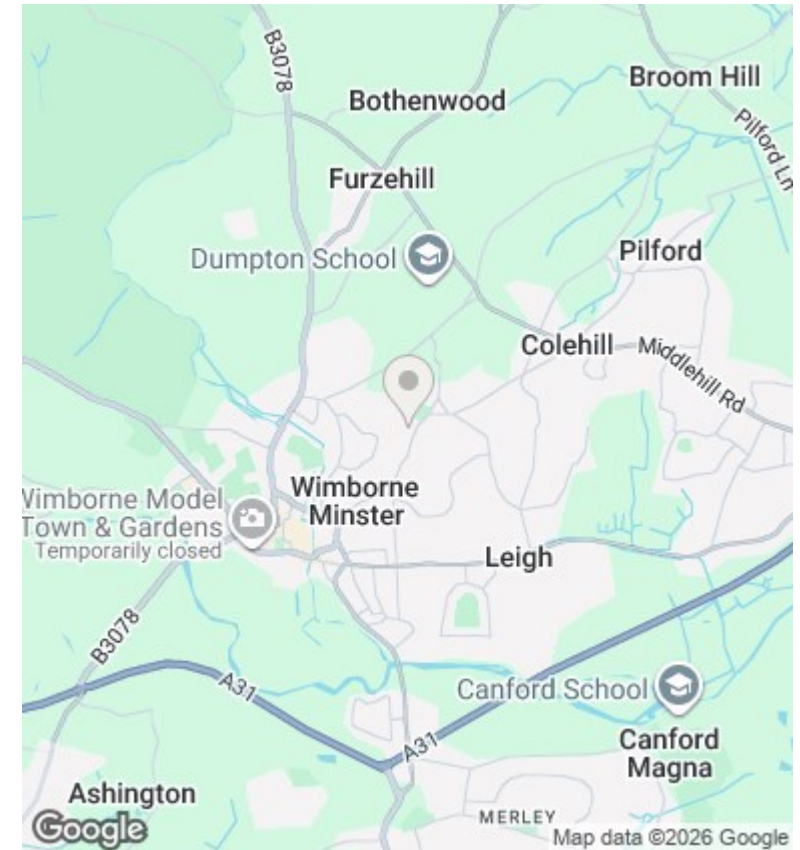 B3078
Broom Hill
Bothenwood
Pilford Ln
Furzehill
Dumpton School
Pilford
Colehill
Middlehill Rd
Wimborne
Minster
Wimborne Model
Town & Gardens
Temporarily closed
Leigh
B3078
A31
Canford School
A31
Canford
Magna
Ashington
MERLEY
Google
Map data ©2026 Google